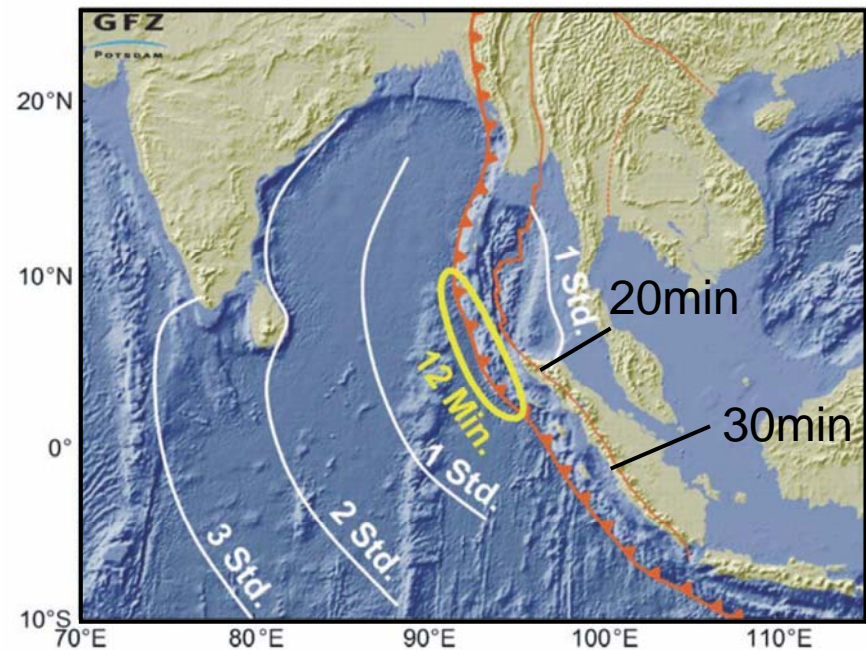 GFZ
POTSDAM
20°N
10°N
0°
10°S
70°E
80°E
90°E
100°E
110°E
3 Std.
2 Std.
1 Std.
12 Min.
1 Std.
20min
30min